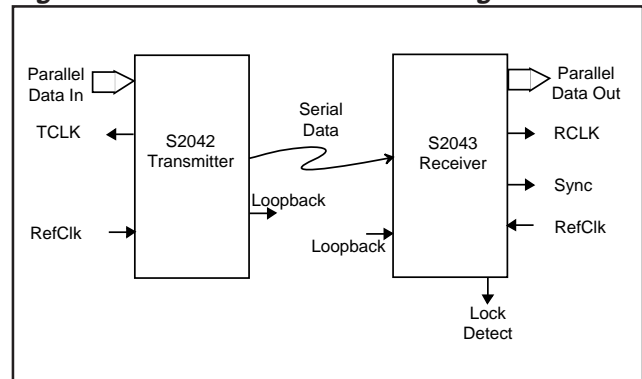 Parallel
Data In
TCLK
RefClk
S2042
Transmitter
Loopback
Serial
Data
Loopback
S2043
Receiver
Parallel
Data Out
RCLK
Sync
RefClk
Lock
Detect